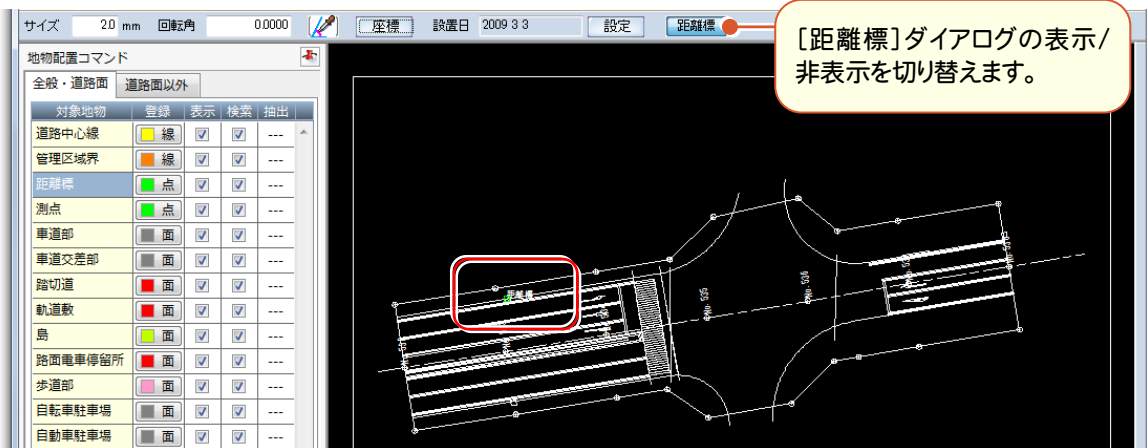 サイズ 2.0 mm 回転角 0.0000 座標 設置日 2009 3 3 設定 距離標
[距離標]ダイアログの表示/
非表示を切り替えます。
地物配置コマンド
全般・道路面 道路面以外
対象地物 登録 表示 検索 抽出
道路中心線 線 ---
管理区域界 線 ---
距離標 点 ---
測点 点 ---
車道部 面 ---
車道交差部 面 ---
踏切道 面 ---
軌道敷 面 ---
島 面 ---
路面電車停留所 面 ---
歩道部 面 ---
自転車駐車場 面 ---
自動車駐車場 面 ---
距離標
No. 535
No. 536